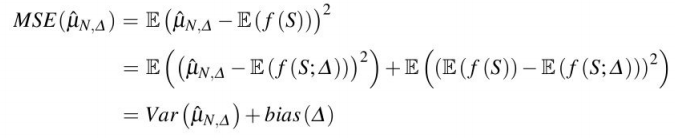 MSE(μ̂_{N,Δ}) = 𝔼(μ̂_{N,Δ} − 𝔼(f(S)))²
= 𝔼((μ̂_{N,Δ} − 𝔼(f(S;Δ)))²) + 𝔼((𝔼(f(S)) − 𝔼(f(S;Δ)))²)
= Var(μ̂_{N,Δ}) + bias(Δ)